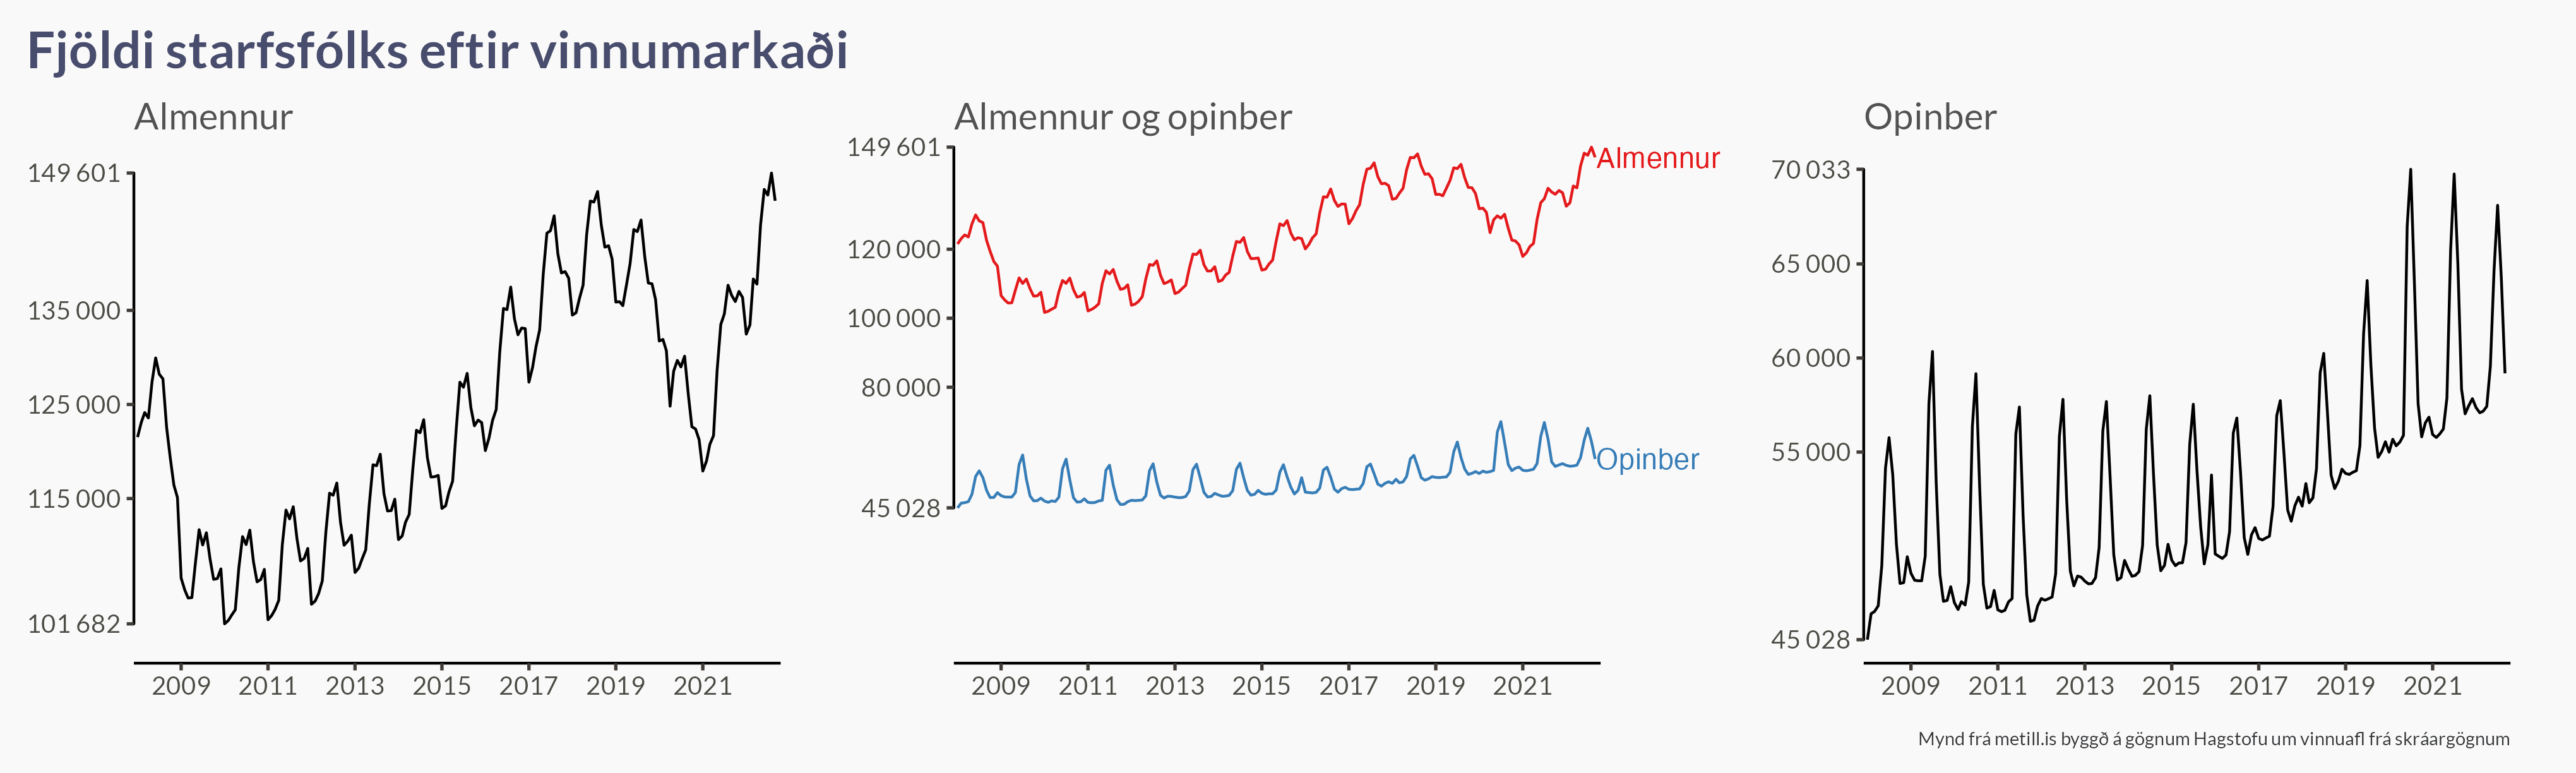 Fjöldi starfsfólks eftir vinnumarkaði
Almennur
149 601
135 000
125 000
115 000
101 682
2009 2011 2013 2015 2017 2019 2021
Almennur og opinber
149 601
120 000
100 000
80 000
45 028
Almennur
Opinber
2009 2011 2013 2015 2017 2019 2021
Opinber
70 033
65 000
60 000
55 000
45 028
2009 2011 2013 2015 2017 2019 2021
Mynd frá metill.is byggð á gögnum Hagstofu um vinnuafl frá skráargögnum